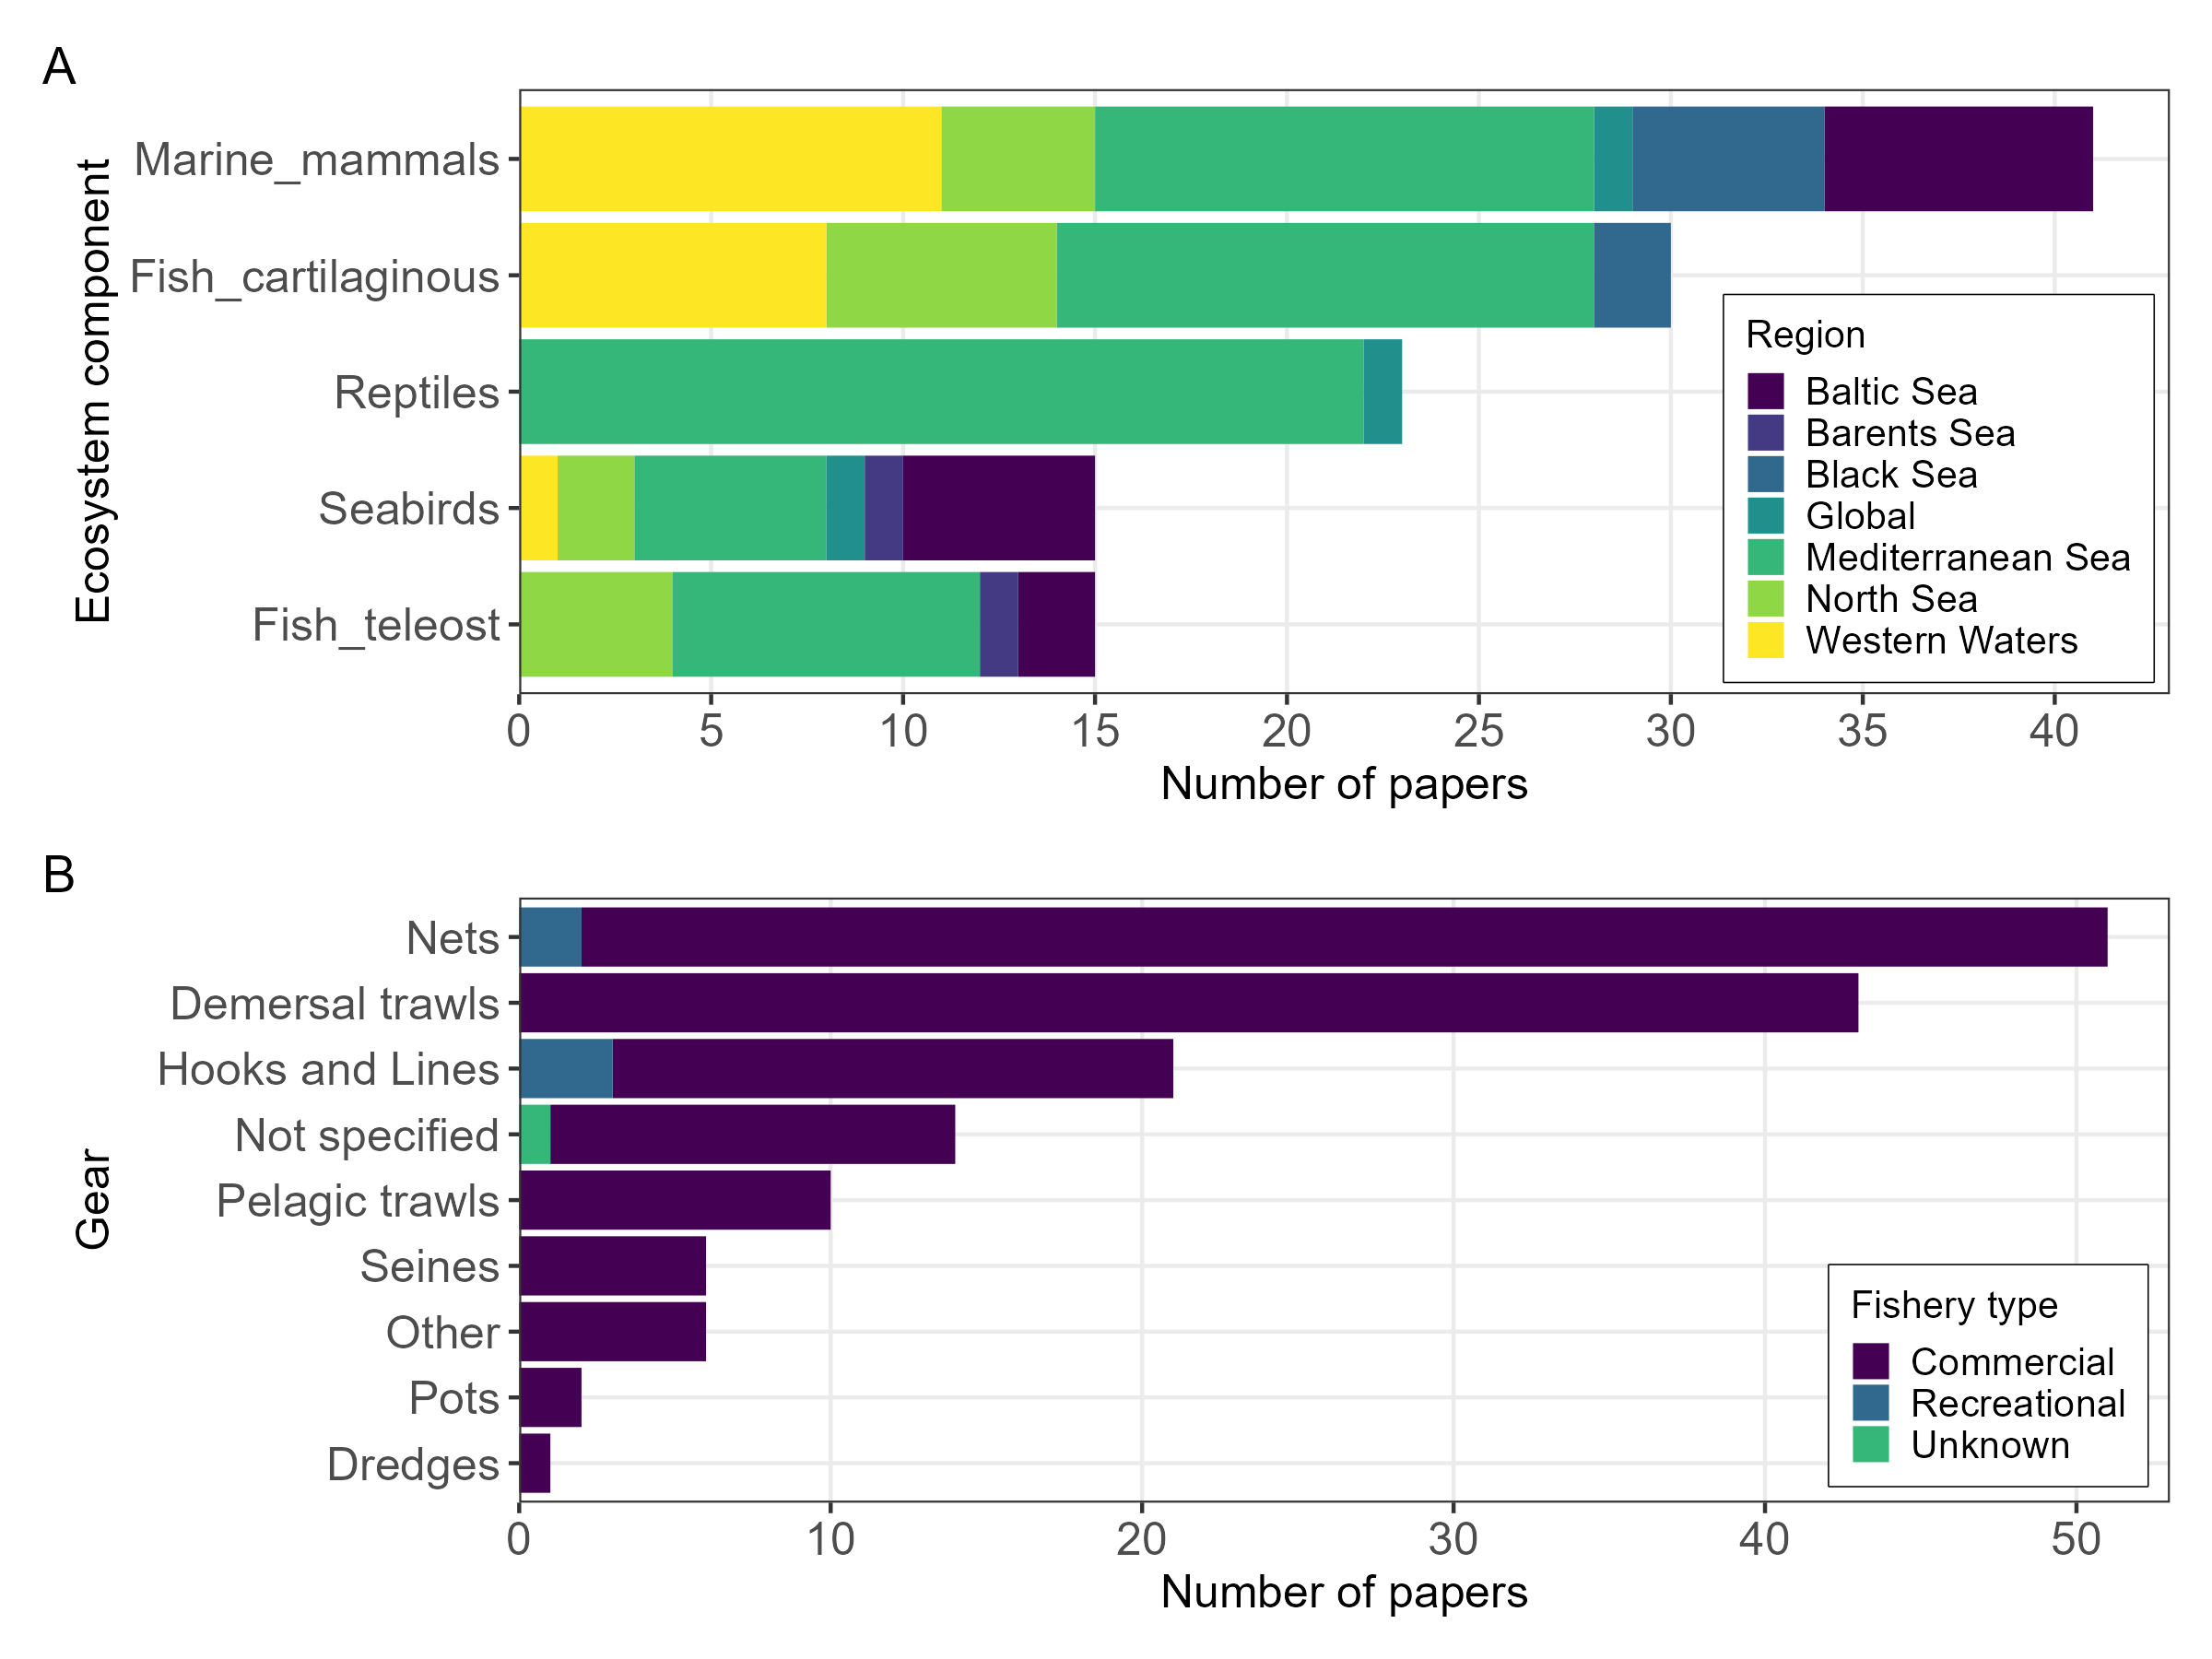 A
Ecosystem component
Marine_mammals
Fish_cartilaginous
Reptiles
Seabirds
Fish_teleost
Region
Baltic Sea
Barents Sea
Black Sea
Global
Mediterranean Sea
North Sea
Western Waters
0 5 10 15 20 25 30 35 40
Number of papers
B
Gear
Nets
Demersal trawls
Hooks and Lines
Not specified
Pelagic trawls
Seines
Other
Pots
Dredges
Fishery type
Commercial
Recreational
Unknown
0 10 20 30 40 50
Number of papers